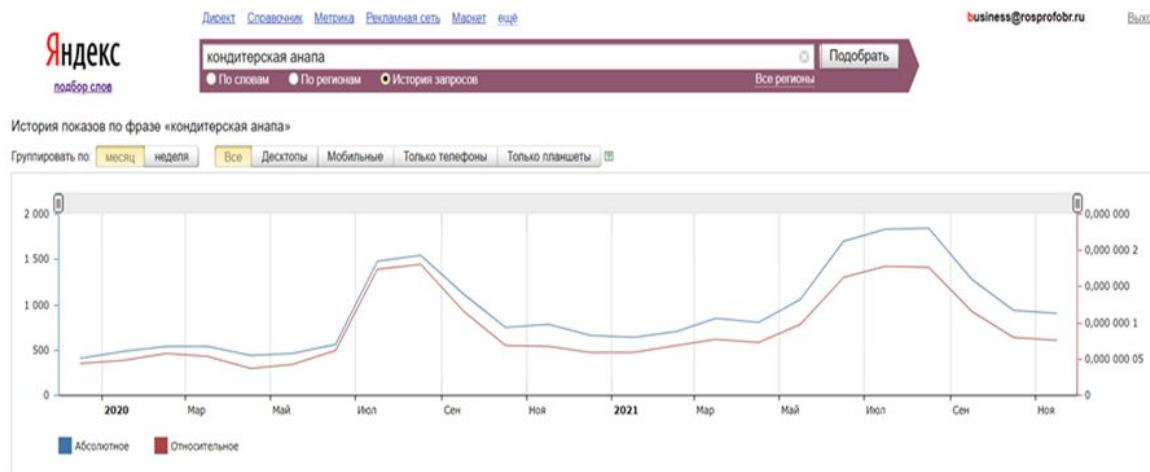 Директ Справочник Метрика Рекламная сеть Маркет ещё business@rosprofobr.ru
Яндекс
подбор слов
кондитерская анапа Подобрать
По словам По регионам История запросов Все регионы
История показов по фразе «кондитерская анапа»
Группировать по: месяц неделя Все Десктопы Мобильные Только телефоны Только планшеты
2 000 0,000 000
1 500 0,000 000 2
1 000 0,000 000
500 0,000 000 1
0,000 000 05
0 0
2020 Мар Май Июл Сен Ноя 2021 Мар Май Июл Сен Ноя
Абсолютное Относительное